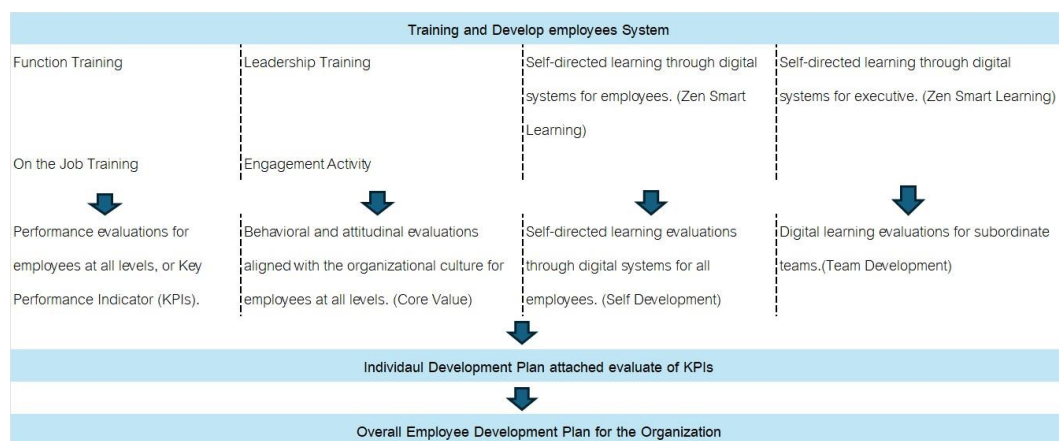 Training and Develop employees System
Function Training
On the Job Training
Leadership Training
Engagement Activity
Self-directed learning through digital
systems for employees. (Zen Smart
Learning)
Self-directed learning through digital
systems for executive. (Zen Smart Learning)
Performance evaluations for
employees at all levels, or Key
Performance Indicator (KPIs).
Behavioral and attitudinal evaluations
aligned with the organizational culture for
employees at all levels. (Core Value)
Self-directed learning evaluations
through digital systems for all
employees. (Self Development)
Digital learning evaluations for subordinate
teams.(Team Development)
Individaul Development Plan attached evaluate of KPIs
Overall Employee Development Plan for the Organization